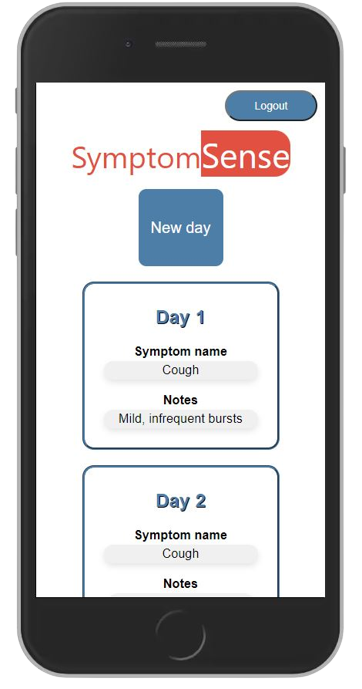 Logout
SymptomSense
New day
Day 1
Symptom name
Cough
Notes
Mild, infrequent bursts
Day 2
Symptom name
Cough
Notes